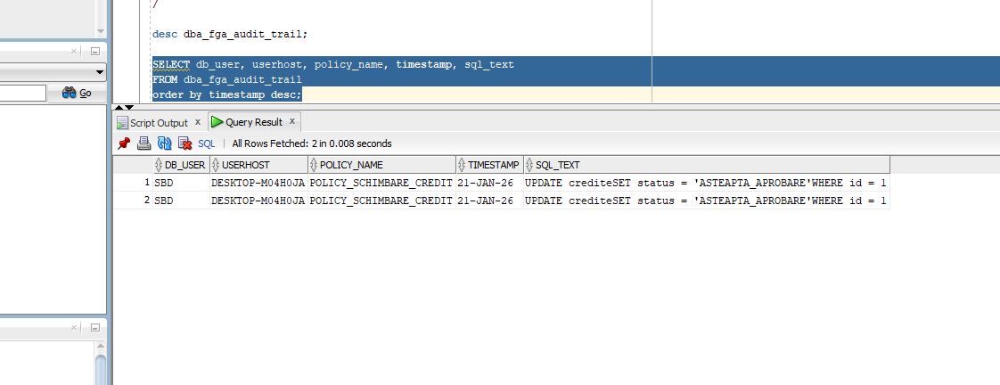 /
desc dba_fga_audit_trail;
SELECT db_user, userhost, policy_name, timestamp, sql_text
FROM dba_fga_audit_trail
order by timestamp desc;
Go
Script Output x Query Result x
SQL | All Rows Fetched: 2 in 0.008 seconds
DB_USER USERHOST POLICY_NAME TIMESTAMP SQL_TEXT
1 SBD DESKTOP-M04H0JA POLICY_SCHIMBARE_CREDIT 21-JAN-26 UPDATE crediteSET status = 'ASTEAPTA_APROBARE'WHERE id = 1
2 SBD DESKTOP-M04H0JA POLICY_SCHIMBARE_CREDIT 21-JAN-26 UPDATE crediteSET status = 'ASTEAPTA_APROBARE'WHERE id = 1